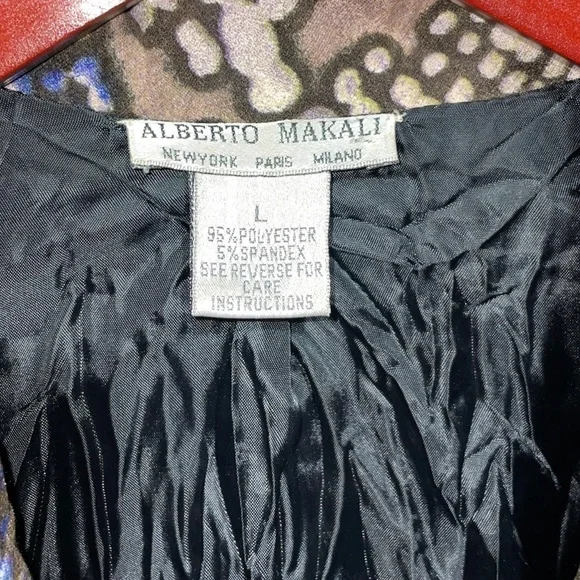 ALBERTO MAKALI
NEWYORK PARIS MILANO
L
95%POLYESTER
5%SPANDEX
SEE REVERSE FOR
CARE
INSTRUCTIONS